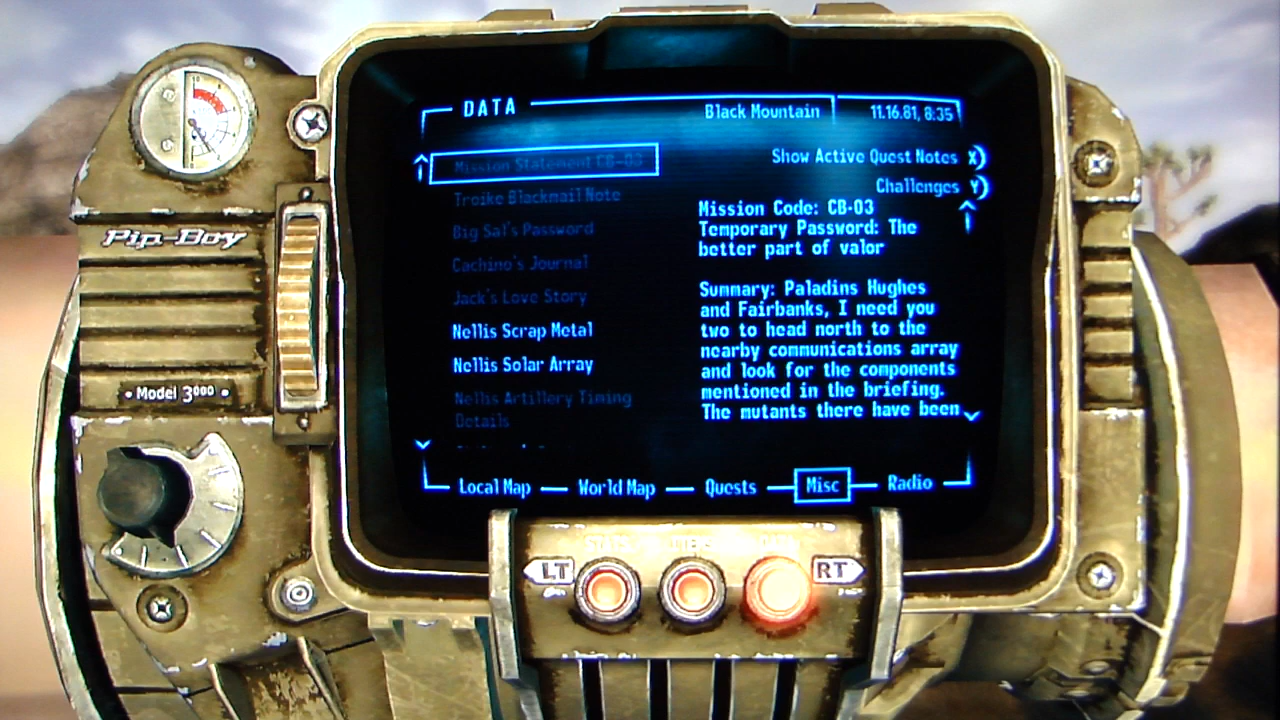 DATA
Black Mountain
11.16.81, 8:35
Mission Statement CB-03
Show Active Quest Notes X)
Challenges Y)
Troike Blackmail Note
Big Sal's Password
Cachino's Journal
Jack's Love Story
Nellis Scrap Metal
Nellis Solar Array
Nellis Artillery Timing
Details
Mission Code: CB-03
Temporary Password: The
better part of valor
Summary: Paladins Hughes
and Fairbanks, I need you
two to head north to the
nearby communications array
and look for the components
mentioned in the briefing.
The mutants there have been
Local Map
World Map
Quests
Misc
Radio
Pip-Boy
• Model 3000 •
LT
RT